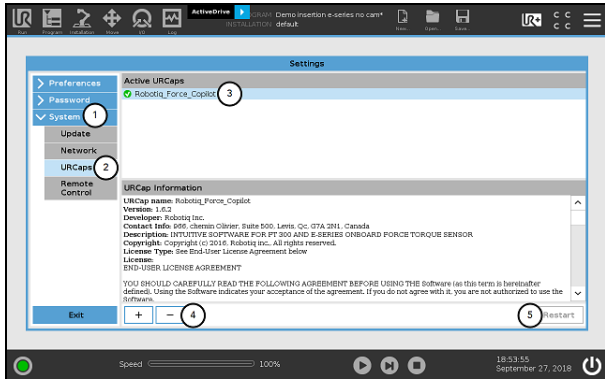 UR
ActiveDrive
PROGRAM Demo insertion e-series no cam*
INSTALLATION default
UR+
C C
C C
Run Program Installation Move I/O Log New... Open... Save...
Settings
Preferences
Password
System 1
Update
Network
URCaps 2
Remote
Control
Exit
Active URCaps
Robotiq_Force_Copilot 3
URCap Information
URCap name: Robotiq_Force_Copilot
Version: 1.6.2
Developer: Robotiq Inc.
Contact Info: 966, chemin Olivier, Suite 500, Levis, Qc, G7A 2N1, Canada
Description: INTUITIVE SOFTWARE FOR FT 300 AND E-SERIES ONBOARD FORCE TORQUE SENSOR
Copyright: Copyright (c) 2016, Robotiq inc., All rights reserved.
License Type: See End-User License Agreement below
License:
END-USER LICENSE AGREEMENT
YOU SHOULD CAREFULLY READ THE FOLLOWING AGREEMENT BEFORE USING THE Software (as this term is hereinafter
defined). Using the Software indicates your acceptance of the agreement. If you do not agree with it, you are not authorized to use the
Software.
+ − 4
5 Restart
Speed 100%
18:53:55
September 27, 2018